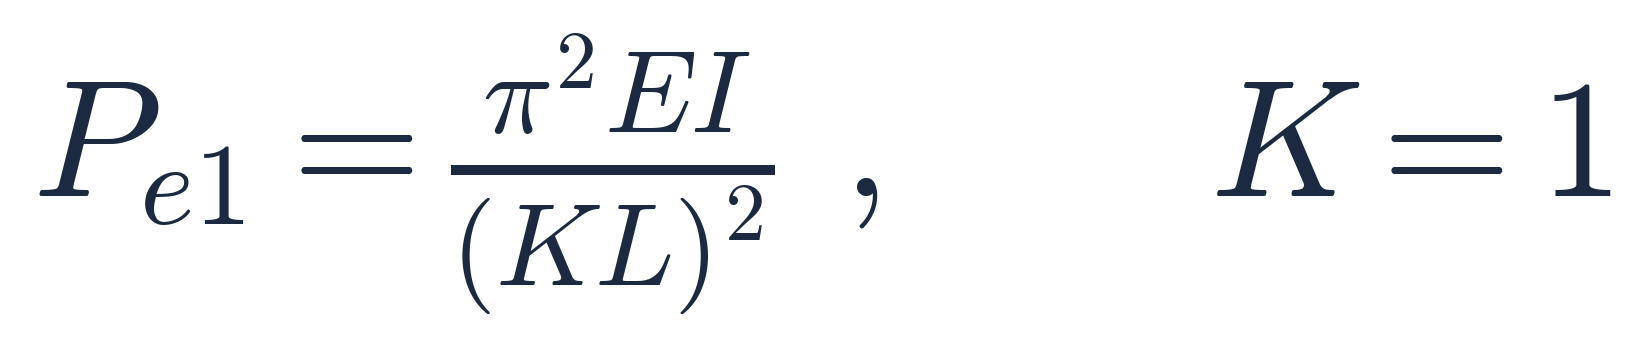 P_{e1} = \frac{\pi^2 EI}{(KL)^2} , K = 1